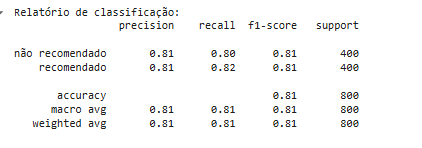 Relatório de classificação:
precision recall f1-score support
não recomendado 0.81 0.80 0.81 400
recomendado 0.81 0.82 0.81 400
accuracy 0.81 800
macro avg 0.81 0.81 0.81 800
weighted avg 0.81 0.81 0.81 800